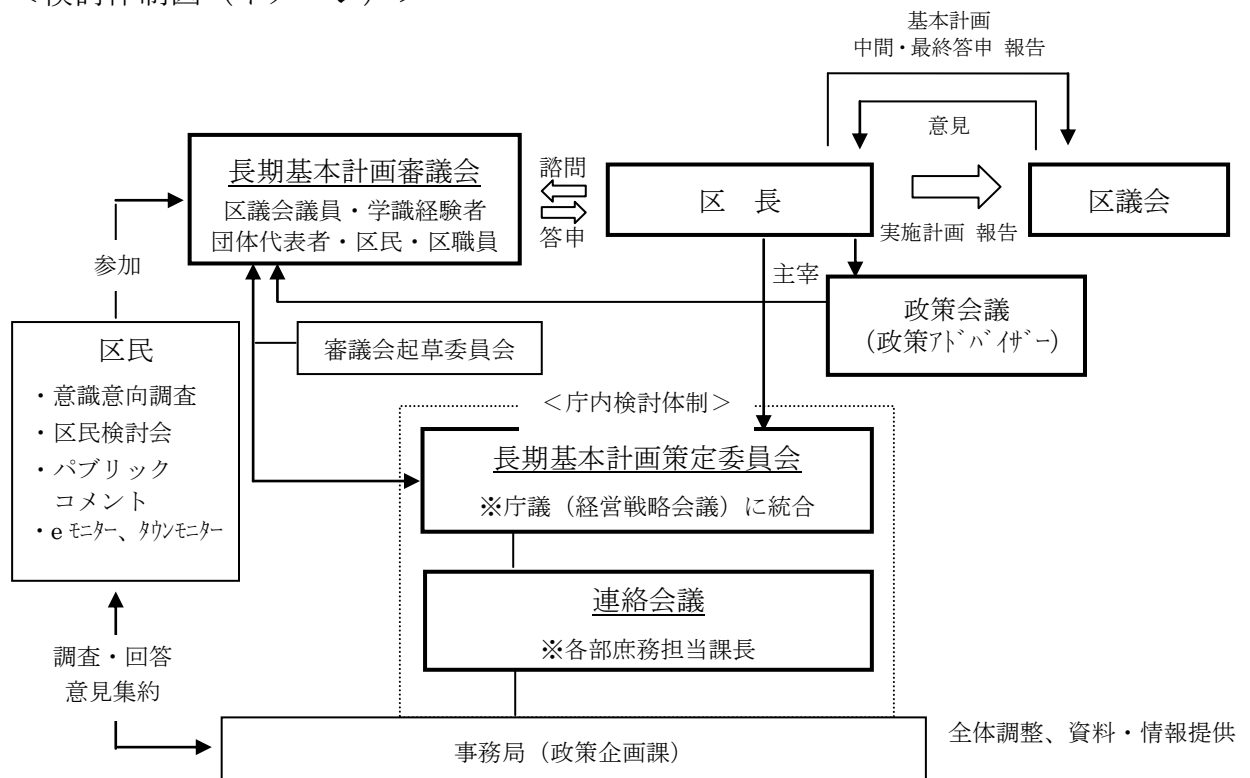 基本計画
中間・最終答申 報告
意見
長期基本計画審議会
区議会議員・学識経験者
団体代表者・区民・区職員
諮問
答申
区 長
実施計画 報告
区議会
参加
主宰
政策会議
(政策ｱﾄﾞﾊﾞｲｻﾞｰ)
審議会起草委員会
区民
・意識意向調査
・区民検討会
・パブリック
コメント
・e ﾓﾆﾀｰ、ﾀｳﾝﾓﾆﾀｰ
＜庁内検討体制＞
長期基本計画策定委員会
※庁議（経営戦略会議）に統合
連絡会議
※各部庶務担当課長
調査・回答
意見集約
事務局（政策企画課）
全体調整、資料・情報提供